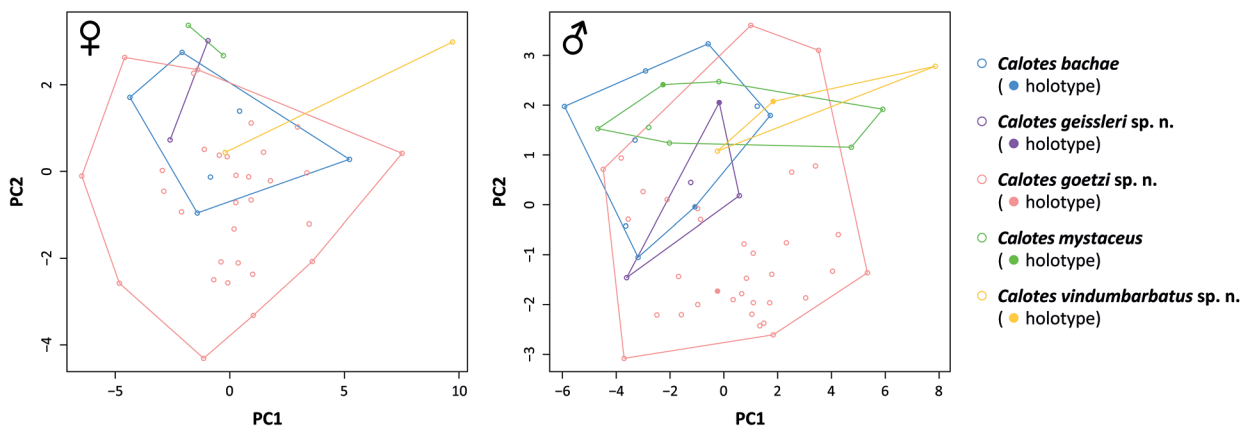 ♀
2
0
−2
−4
PC2
−5
0
5
10
PC1
♂
3
2
1
0
−1
−2
−3
PC2
−6
−4
−2
0
2
4
6
8
PC1
Calotes bachae
( holotype)
Calotes geissleri sp. n.
( holotype)
Calotes goetzi sp. n.
( holotype)
Calotes mystaceus
( holotype)
Calotes vindumbarbatus sp. n.
( holotype)